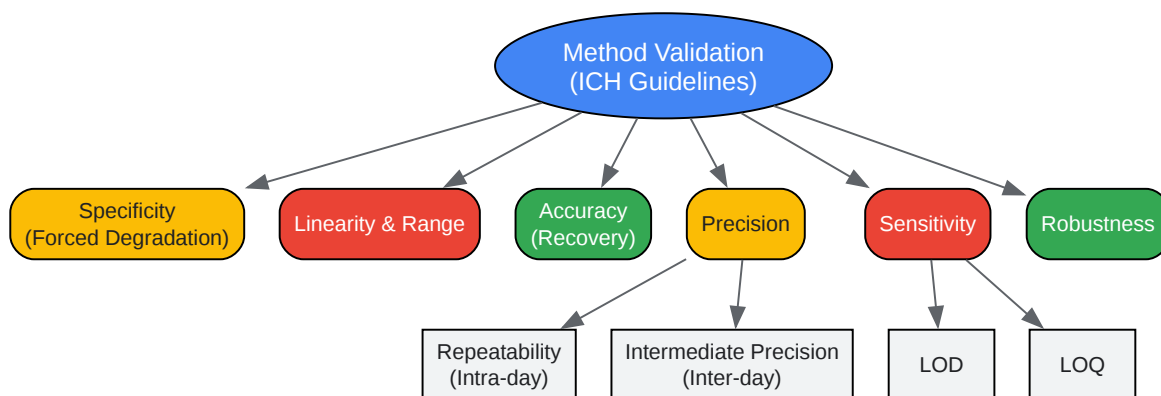 Method Validation
(ICH Guidelines)
Specificity
(Forced Degradation)
Linearity & Range
Accuracy
(Recovery)
Precision
Sensitivity
Robustness
Repeatability
(Intra-day)
Intermediate Precision
(Inter-day)
LOD
LOQ